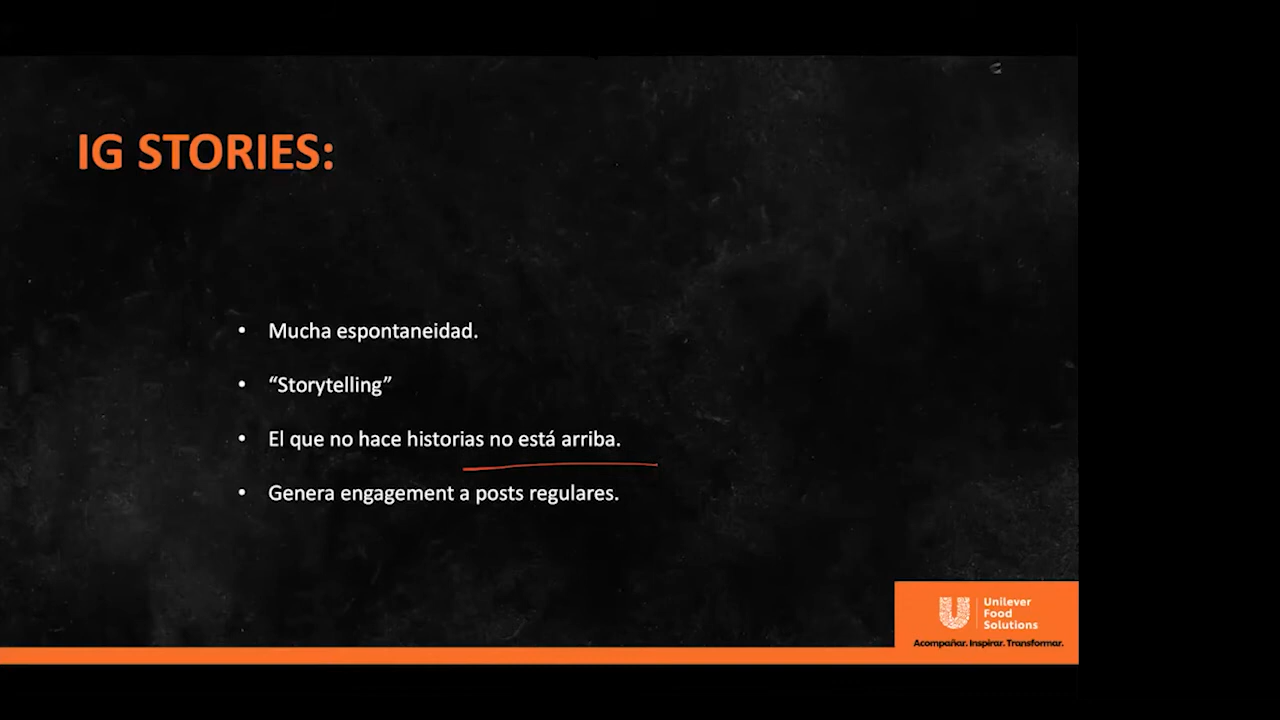 IG STORIES:
• Mucha espontaneidad.
• “Storytelling”
• El que no hace historias no está arriba.
• Genera engagement a posts regulares.
Unilever
Food
Solutions
Acompañar. Inspirar. Transformar.